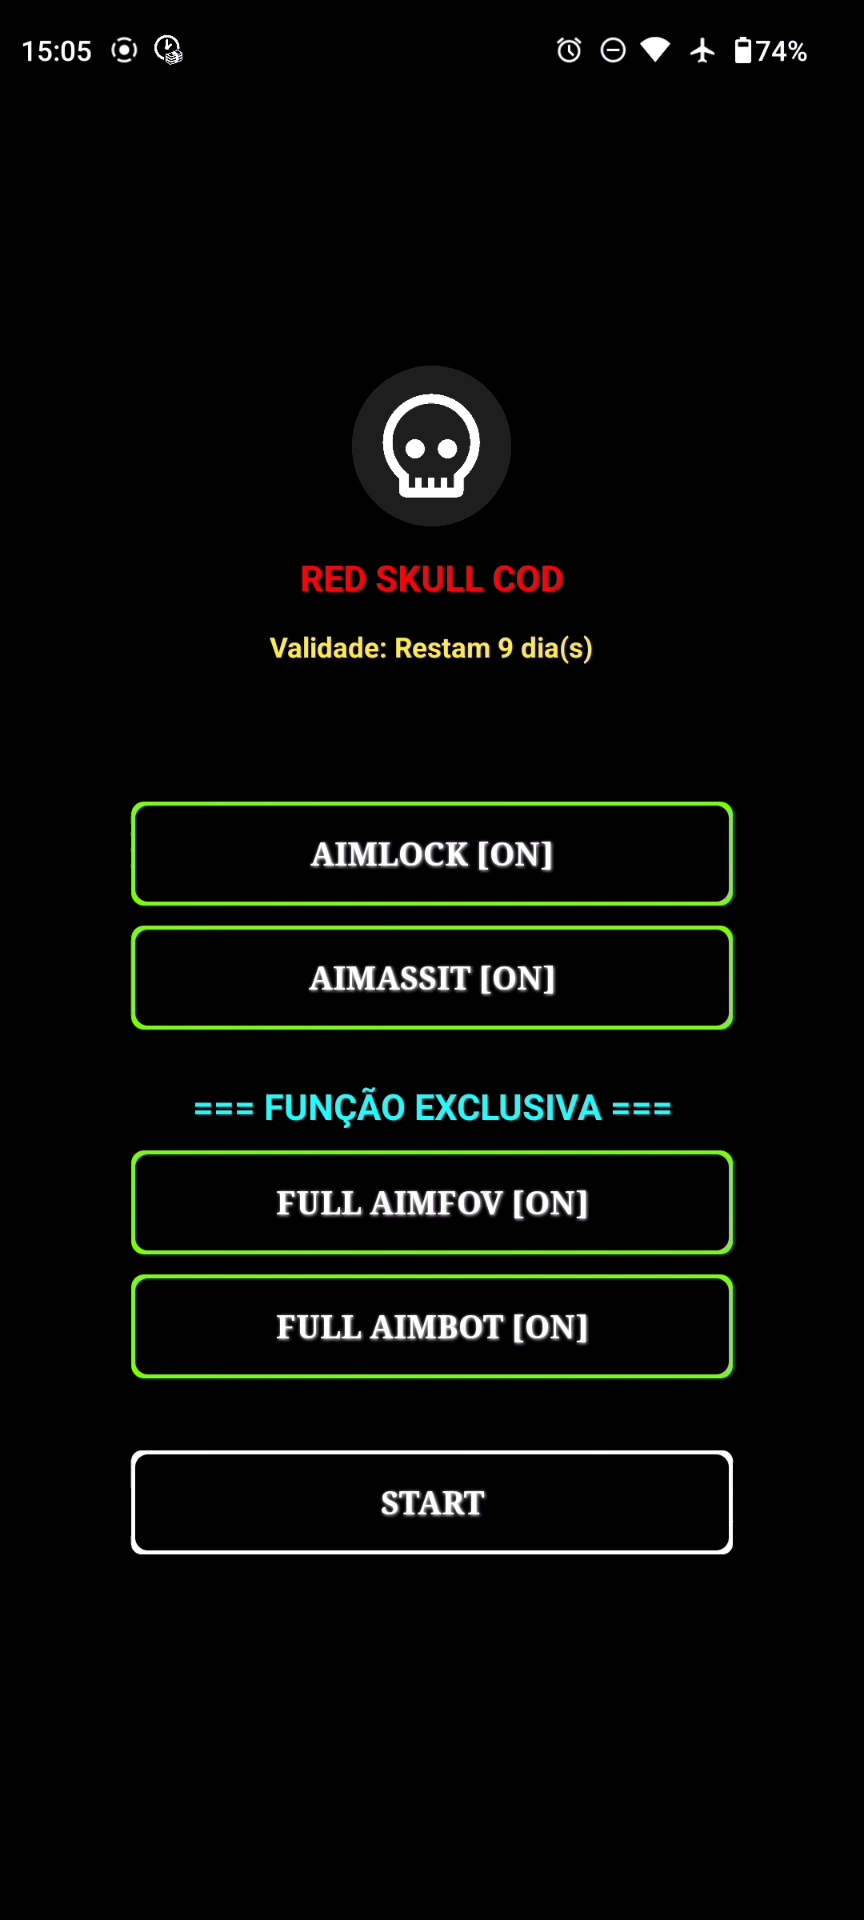 15:05 74%
RED SKULL COD
Validade: Restam 9 dia(s)
AIMLOCK [ON]
AIMASSIT [ON]
=== FUNÇÃO EXCLUSIVA ===
FULL AIMFOV [ON]
FULL AIMBOT [ON]
START